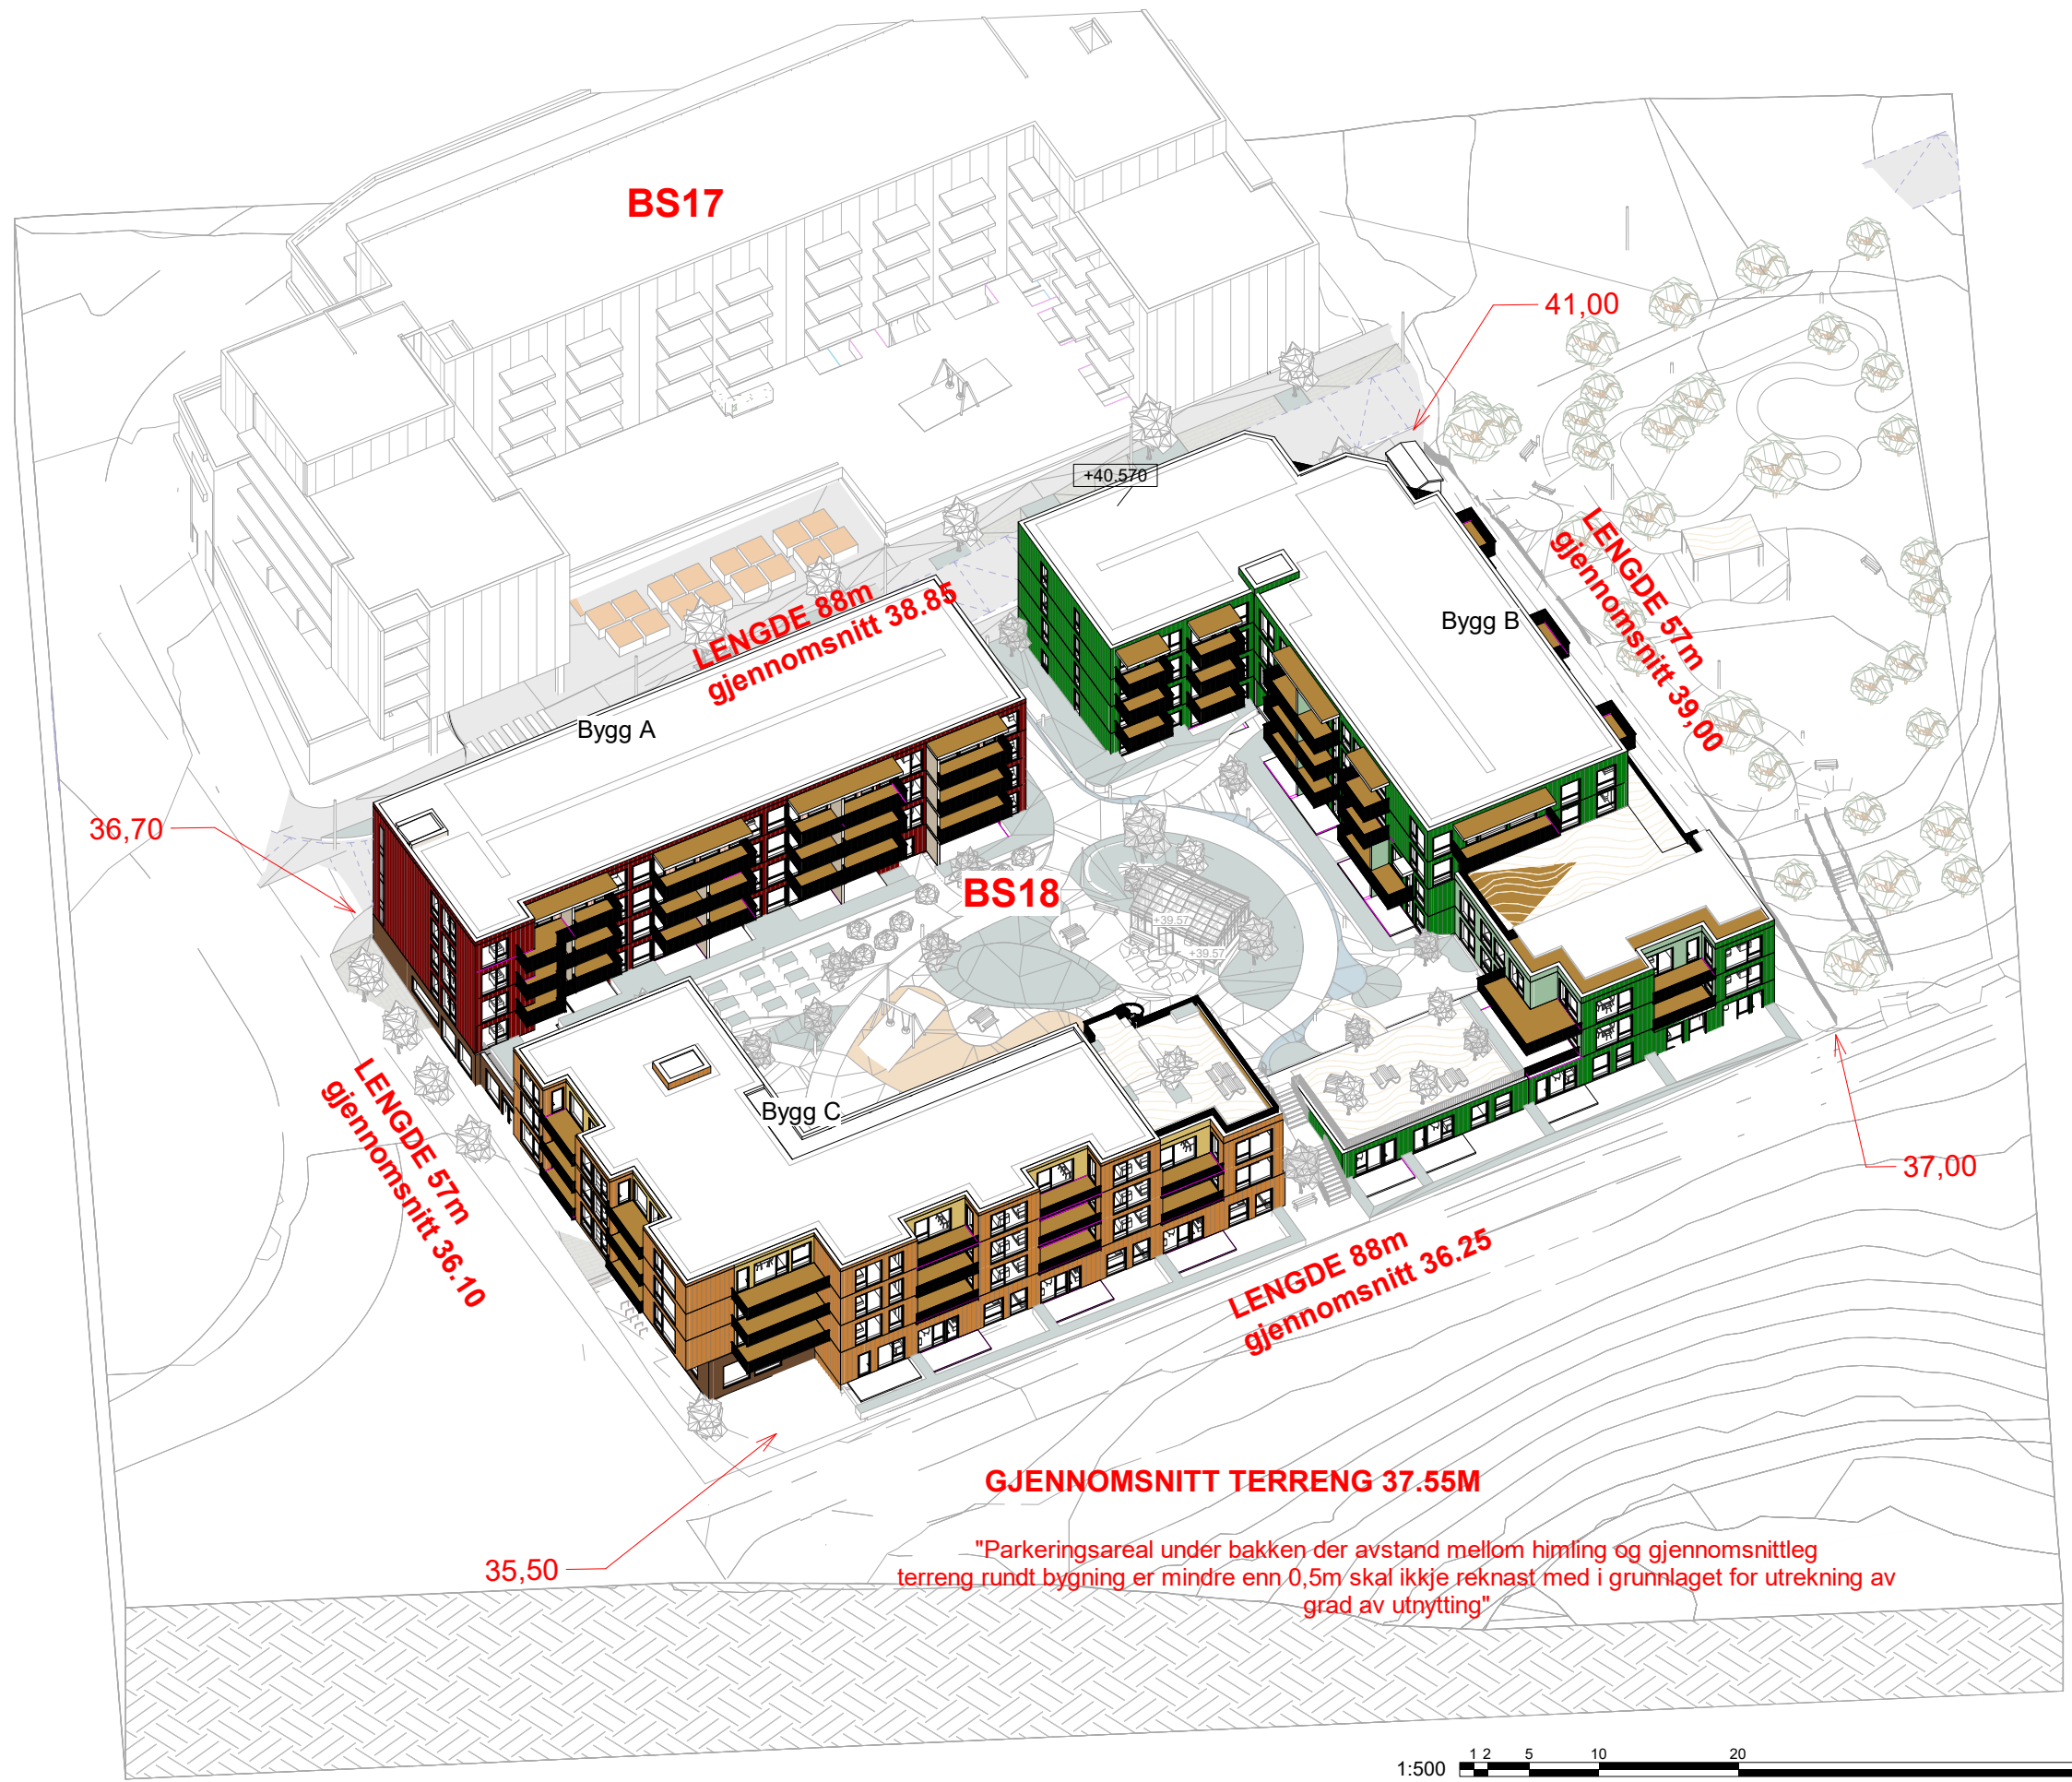 BS17
41,00
+40.570
LENGDE 57m
gjennomsnitt 39,00
LENGDE 88m
gjennomsnitt 38.85
Bygg B
Bygg A
36,70
BS18
+39.57
+39.57
LENGDE 57m
gjennomsnitt 36.10
Bygg C
37,00
LENGDE 88m
gjennomsnitt 36.25
GJENNOMSNITT TERRENG 37.55M
35,50
"Parkeringsareal under bakken der avstand mellom himling og gjennomsnittleg
terreng rundt bygning er mindre enn 0,5m skal ikkje reknast med i grunnlaget for utrekning av
grad av utnytting"
1:500 1 2 5 10 20